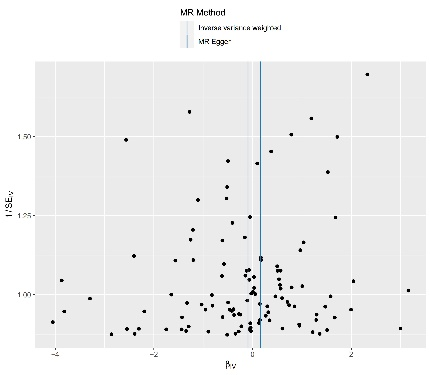 MR Method
Inverse variance weighted
MR Egger
1.50
1.25
1.00
1 / SEIV
−4
−2
0
2
βIV